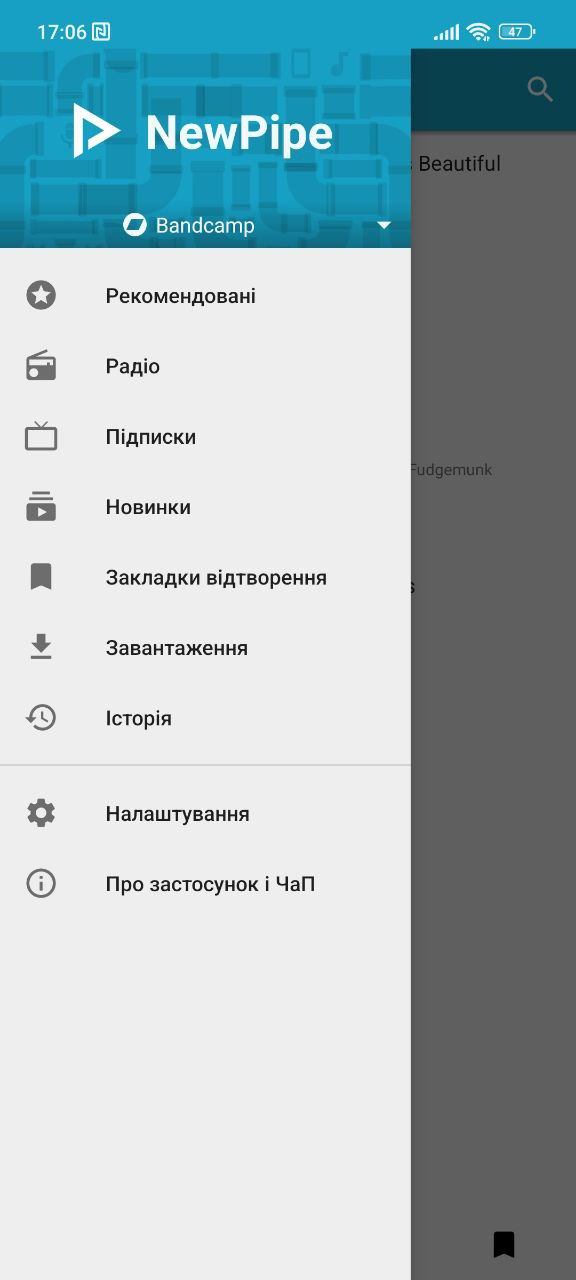 17:06
47
NewPipe
Bandcamp
Beautiful
Рекомендовані
Радіо
Підписки
Fudgemunk
Новинки
Закладки відтворення
Завантаження
Історія
Налаштування
Про застосунок і ЧаП